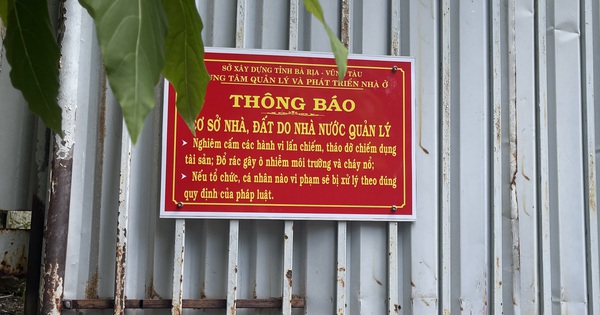 SỞ XÂY DỰNG TỈNH BÀ RỊA - VŨNG TÀU
TÂM QUẢN LÝ VÀ PHÁT TRIỂN NHÀ Ở
THÔNG BÁO
SỞ NHÀ, ĐẤT DO NHÀ NƯỚC QUẢN LÝ
➤ Nghiêm cấm các hành vi lấn chiếm, tháo dỡ chiếm dụng
tài sản; Đổ rác gây ô nhiễm môi trường và cháy nổ;
➤ Nếu tổ chức, cá nhân nào vi phạm sẽ bị xử lý theo đúng
quy định của pháp luật.